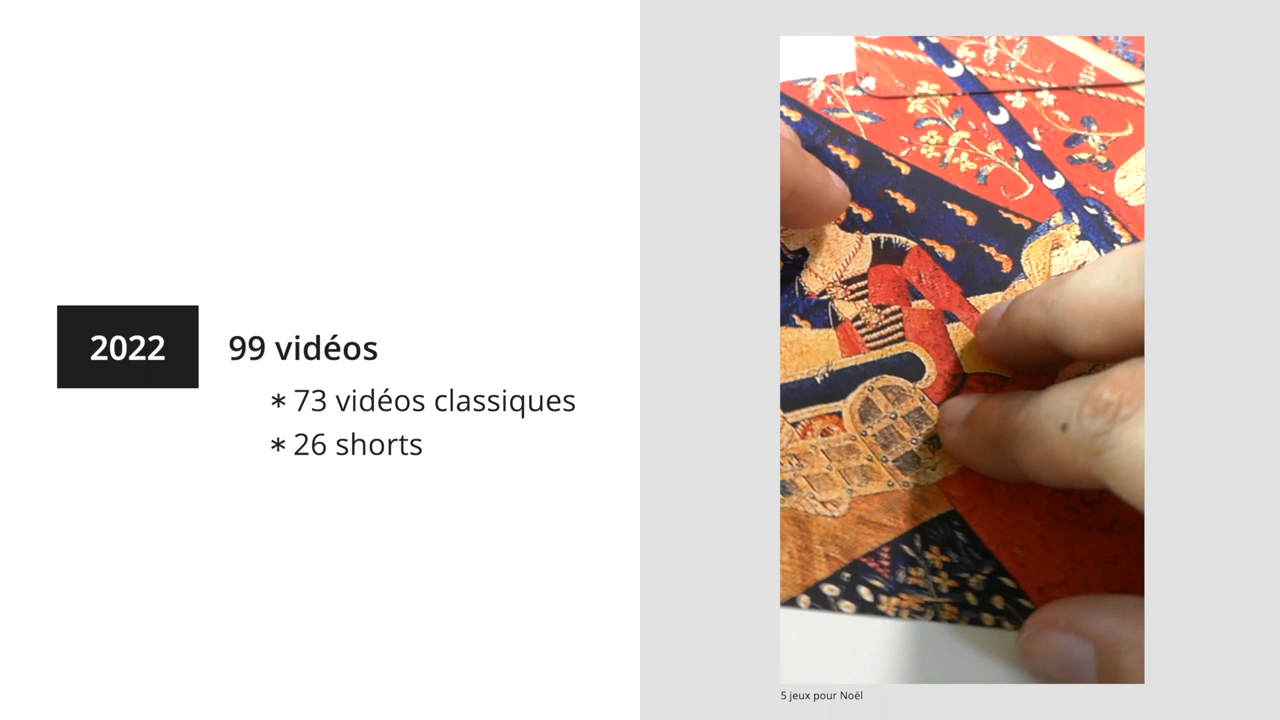 2022
99 vidéos
* 73 vidéos classiques
* 26 shorts
5 jeux pour Noël